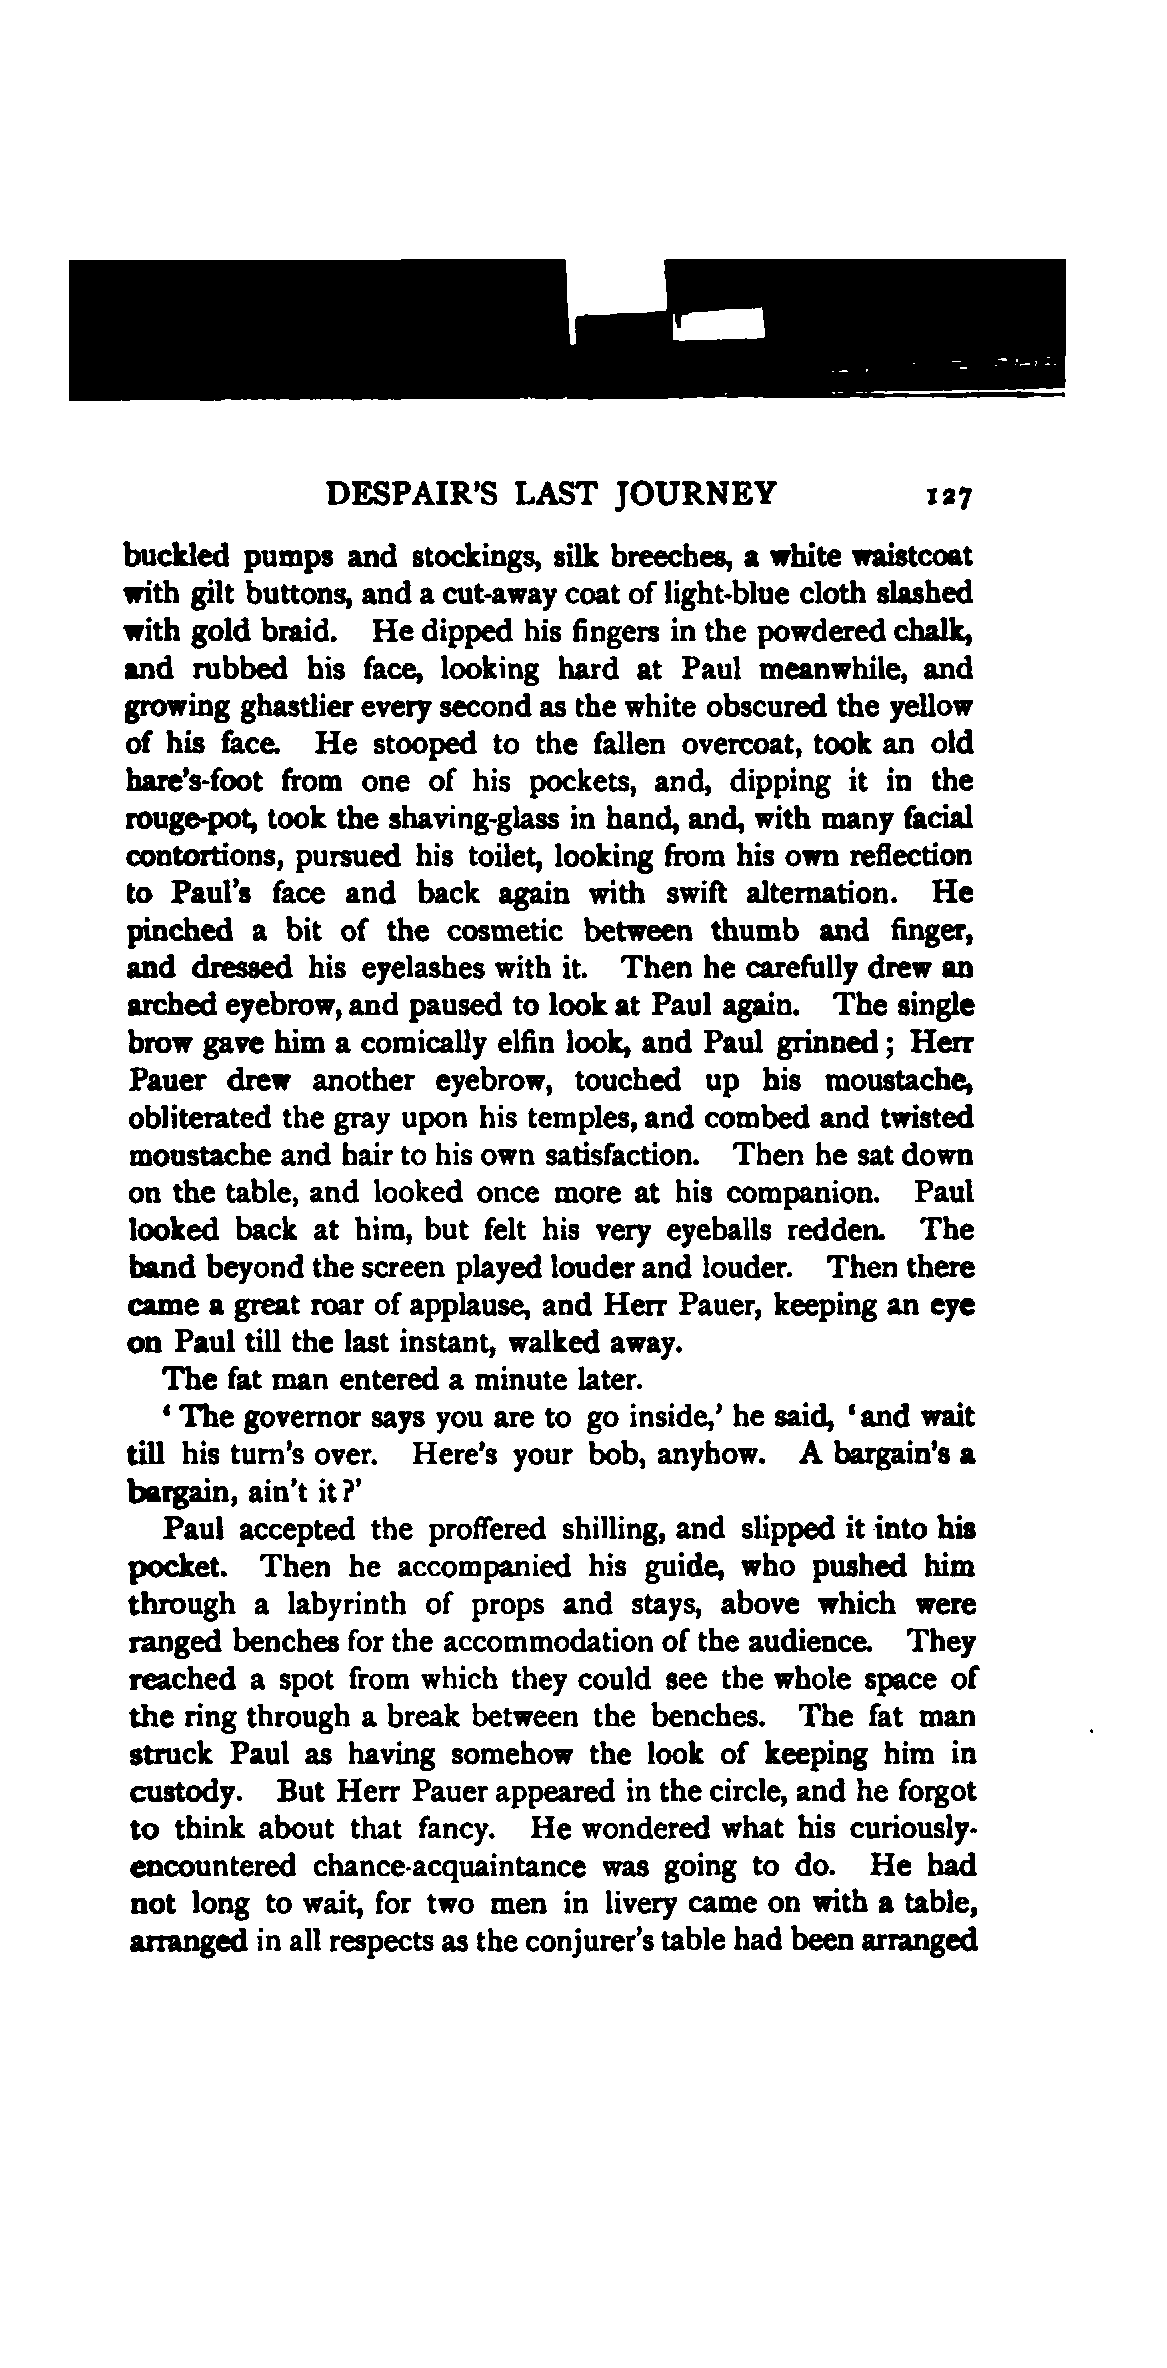 DESPAIR'S LAST JOURNEY 127
buckled pumps and stockings, silk breeches, a white waistcoat
with gilt buttons, and a cut-away coat of light-blue cloth slashed
with gold braid. He dipped his fingers in the powdered chalk,
and rubbed his face, looking hard at Paul meanwhile, and
growing ghastlier every second as the white obscured the yellow
of his face. He stooped to the fallen overcoat, took an old
hare's-foot from one of his pockets, and, dipping it in the
rouge-pot, took the shaving-glass in hand, and, with many facial
contortions, pursued his toilet, looking from his own reflection
to Paul's face and back again with swift alternation. He
pinched a bit of the cosmetic between thumb and finger,
and dressed his eyelashes with it. Then he carefully drew an
arched eyebrow, and paused to look at Paul again. The single
brow gave him a comically elfin look, and Paul grinned; Herr
Pauer drew another eyebrow, touched up his moustache,
obliterated the gray upon his temples, and combed and twisted
moustache and hair to his own satisfaction. Then he sat down
on the table, and looked once more at his companion. Paul
looked back at him, but felt his very eyeballs redden. The
band beyond the screen played louder and louder. Then there
came a great roar of applause, and Herr Pauer, keeping an eye
on Paul till the last instant, walked away.
The fat man entered a minute later.
'The governor says you are to go inside,' he said, 'and wait
till his turn's over. Here's your bob, anyhow. A bargain's a
bargain, ain't it?'
Paul accepted the proffered shilling, and slipped it into his
pocket. Then he accompanied his guide, who pushed him
through a labyrinth of props and stays, above which were
ranged benches for the accommodation of the audience. They
reached a spot from which they could see the whole space of
the ring through a break between the benches. The fat man
struck Paul as having somehow the look of keeping him in
custody. But Herr Pauer appeared in the circle, and he forgot
to think about that fancy. He wondered what his curiously-
encountered chance-acquaintance was going to do. He had
not long to wait, for two men in livery came on with a table,
arranged in all respects as the conjurer's table had been arranged